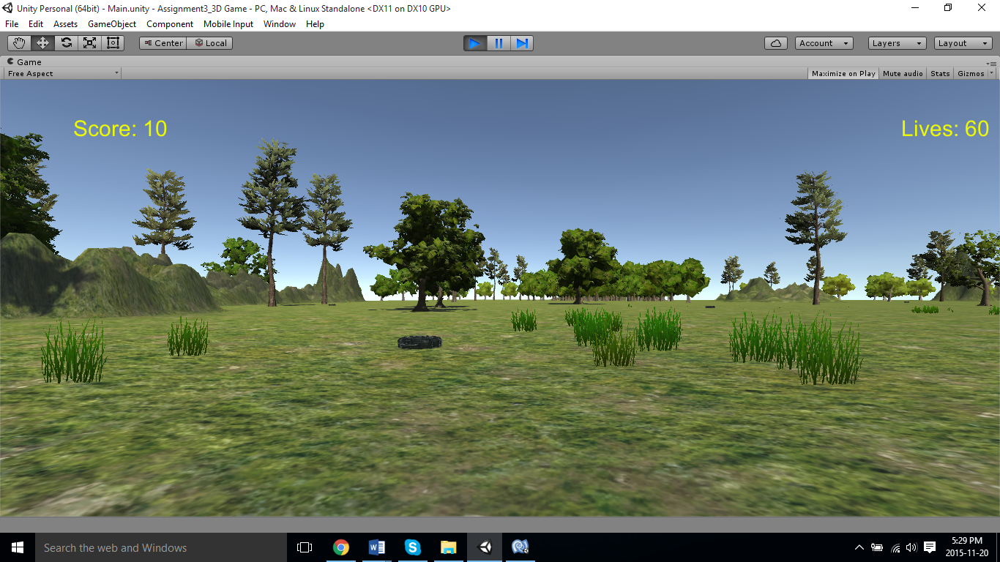 Unity Personal (64bit) - Main.unity - Assignment3_3D Game - PC, Mac & Linux Standalone <DX11 on DX10 GPU>
File Edit Assets GameObject Component Mobile Input Window Help
Center Local Account Layers Layout
Game
Free Aspect Maximize on Play Mute audio Stats Gizmos
Score: 10 Lives: 60
Search the web and Windows
5:29 PM
2015-11-20